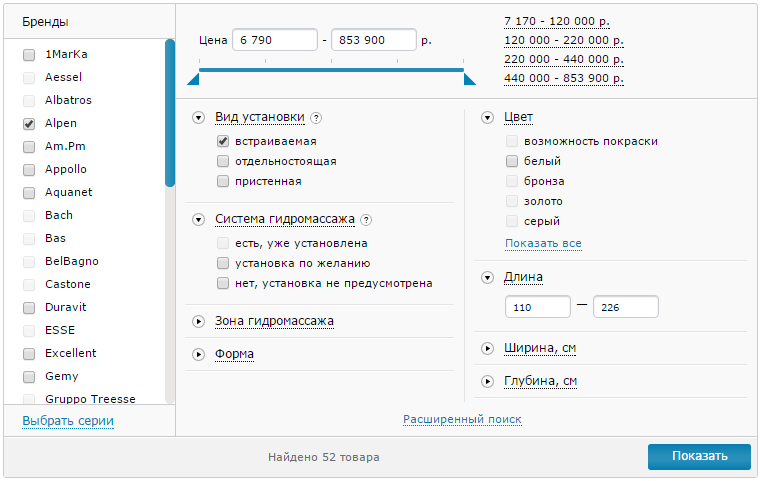 Бренды
1MarKa
Aessel
Albatros
Alpen
Am.Pm
Appollo
Aquanet
Bach
Bas
BelBagno
Castone
Duravit
ESSE
Excellent
Gemy
Gruppo Treesse
Выбрать серии
Цена 6 790 - 853 900 р.
7 170 - 120 000 р.
120 000 - 220 000 р.
220 000 - 440 000 р.
440 000 - 853 900 р.
Вид установки ?
встраиваемая
отдельностоящая
пристенная
Система гидромассажа ?
есть, уже установлена
установка по желанию
нет, установка не предусмотрена
Зона гидромассажа
Форма
Цвет
возможность покраски
белый
бронза
золото
серый
Показать все
Длина
110 — 226
Ширина, см
Глубина, см
Расширенный поиск
Найдено 52 товара
Показать